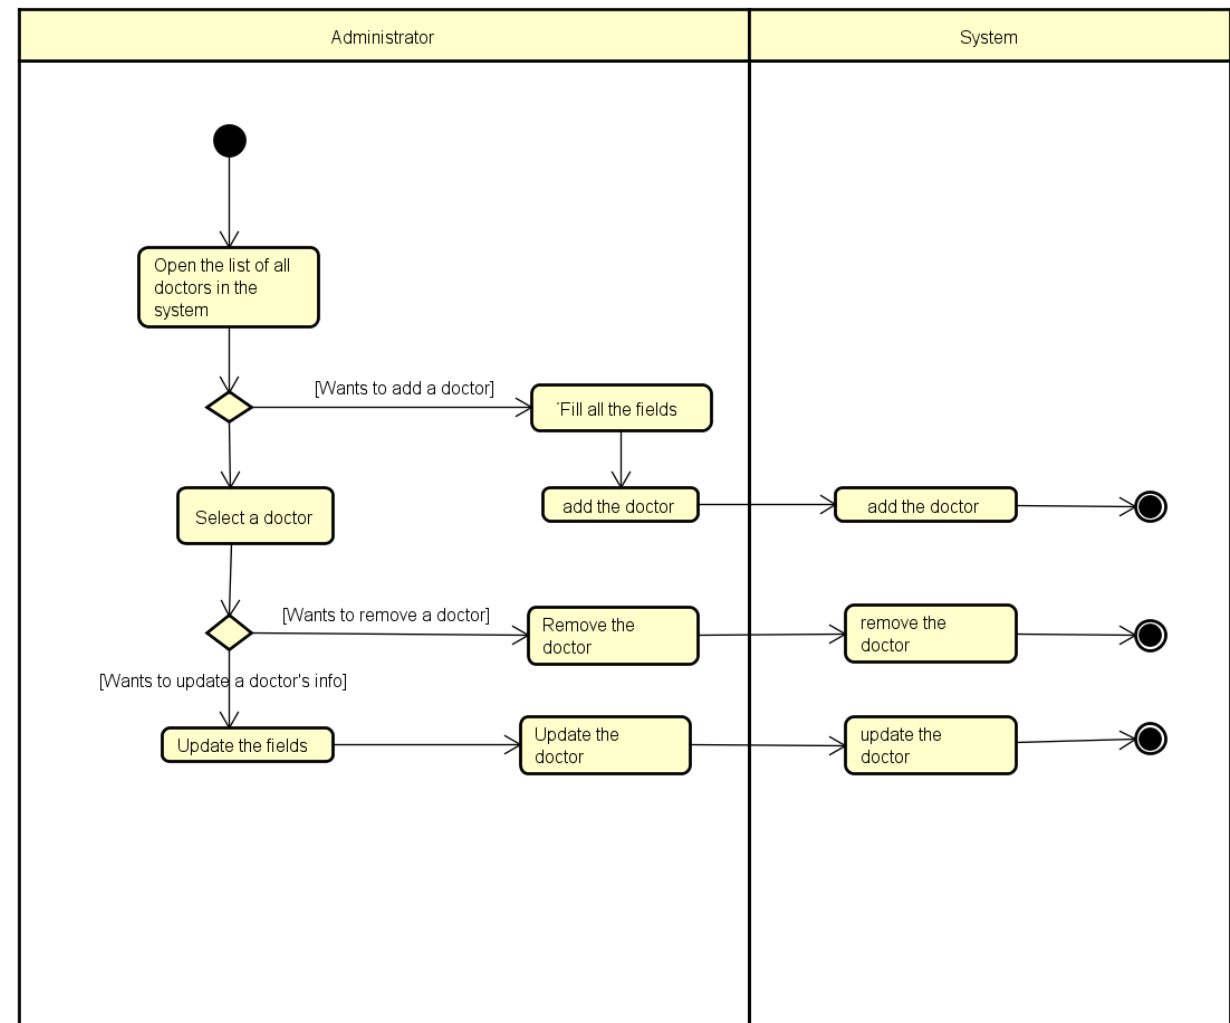 Administrator
System
Open the list of all
doctors in the
system
[Wants to add a doctor]
´Fill all the fields
Select a doctor
add the doctor
add the doctor
[Wants to remove a doctor]
Remove the
doctor
remove the
doctor
[Wants to update a doctor's info]
Update the fields
Update the
doctor
update the
doctor